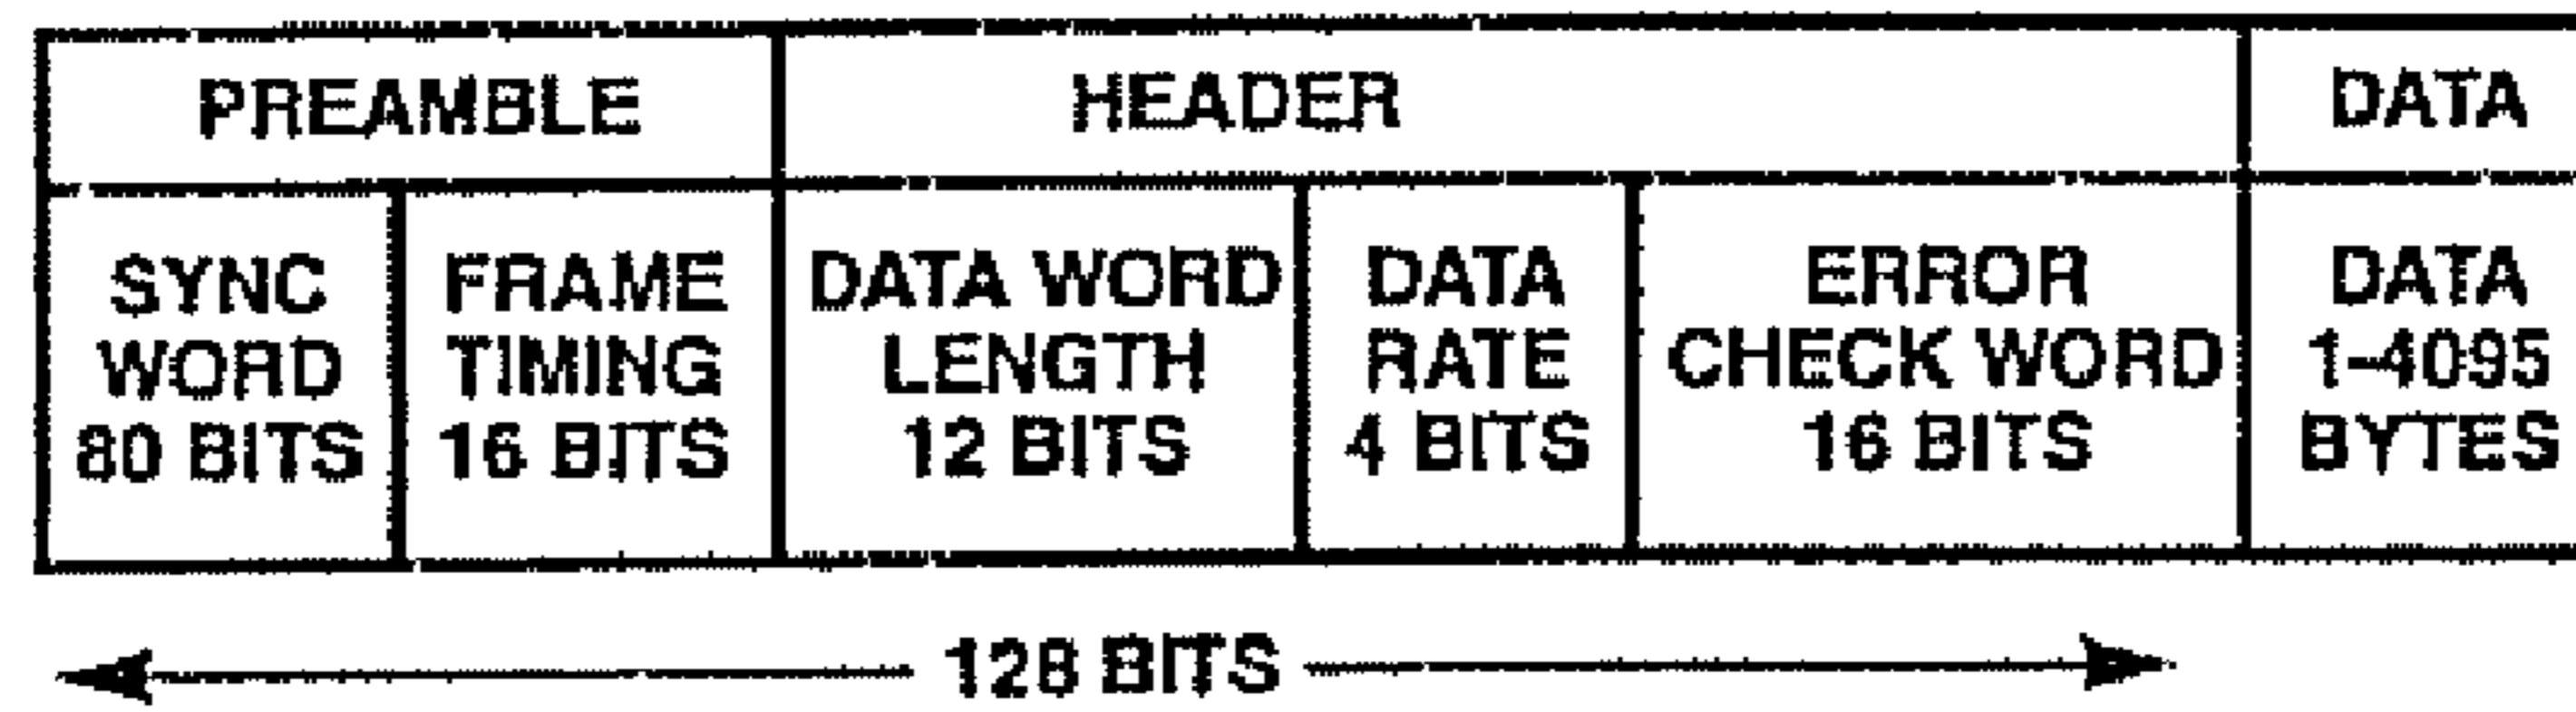 PREAMBLE
HEADER
DATA
SYNC
WORD
80 BITS
FRAME
TIMING
16 BITS
DATA WORD
LENGTH
12 BITS
DATA
RATE
4 BITS
ERROR
CHECK WORD
16 BITS
DATA
1-4095
BYTES
128 BITS